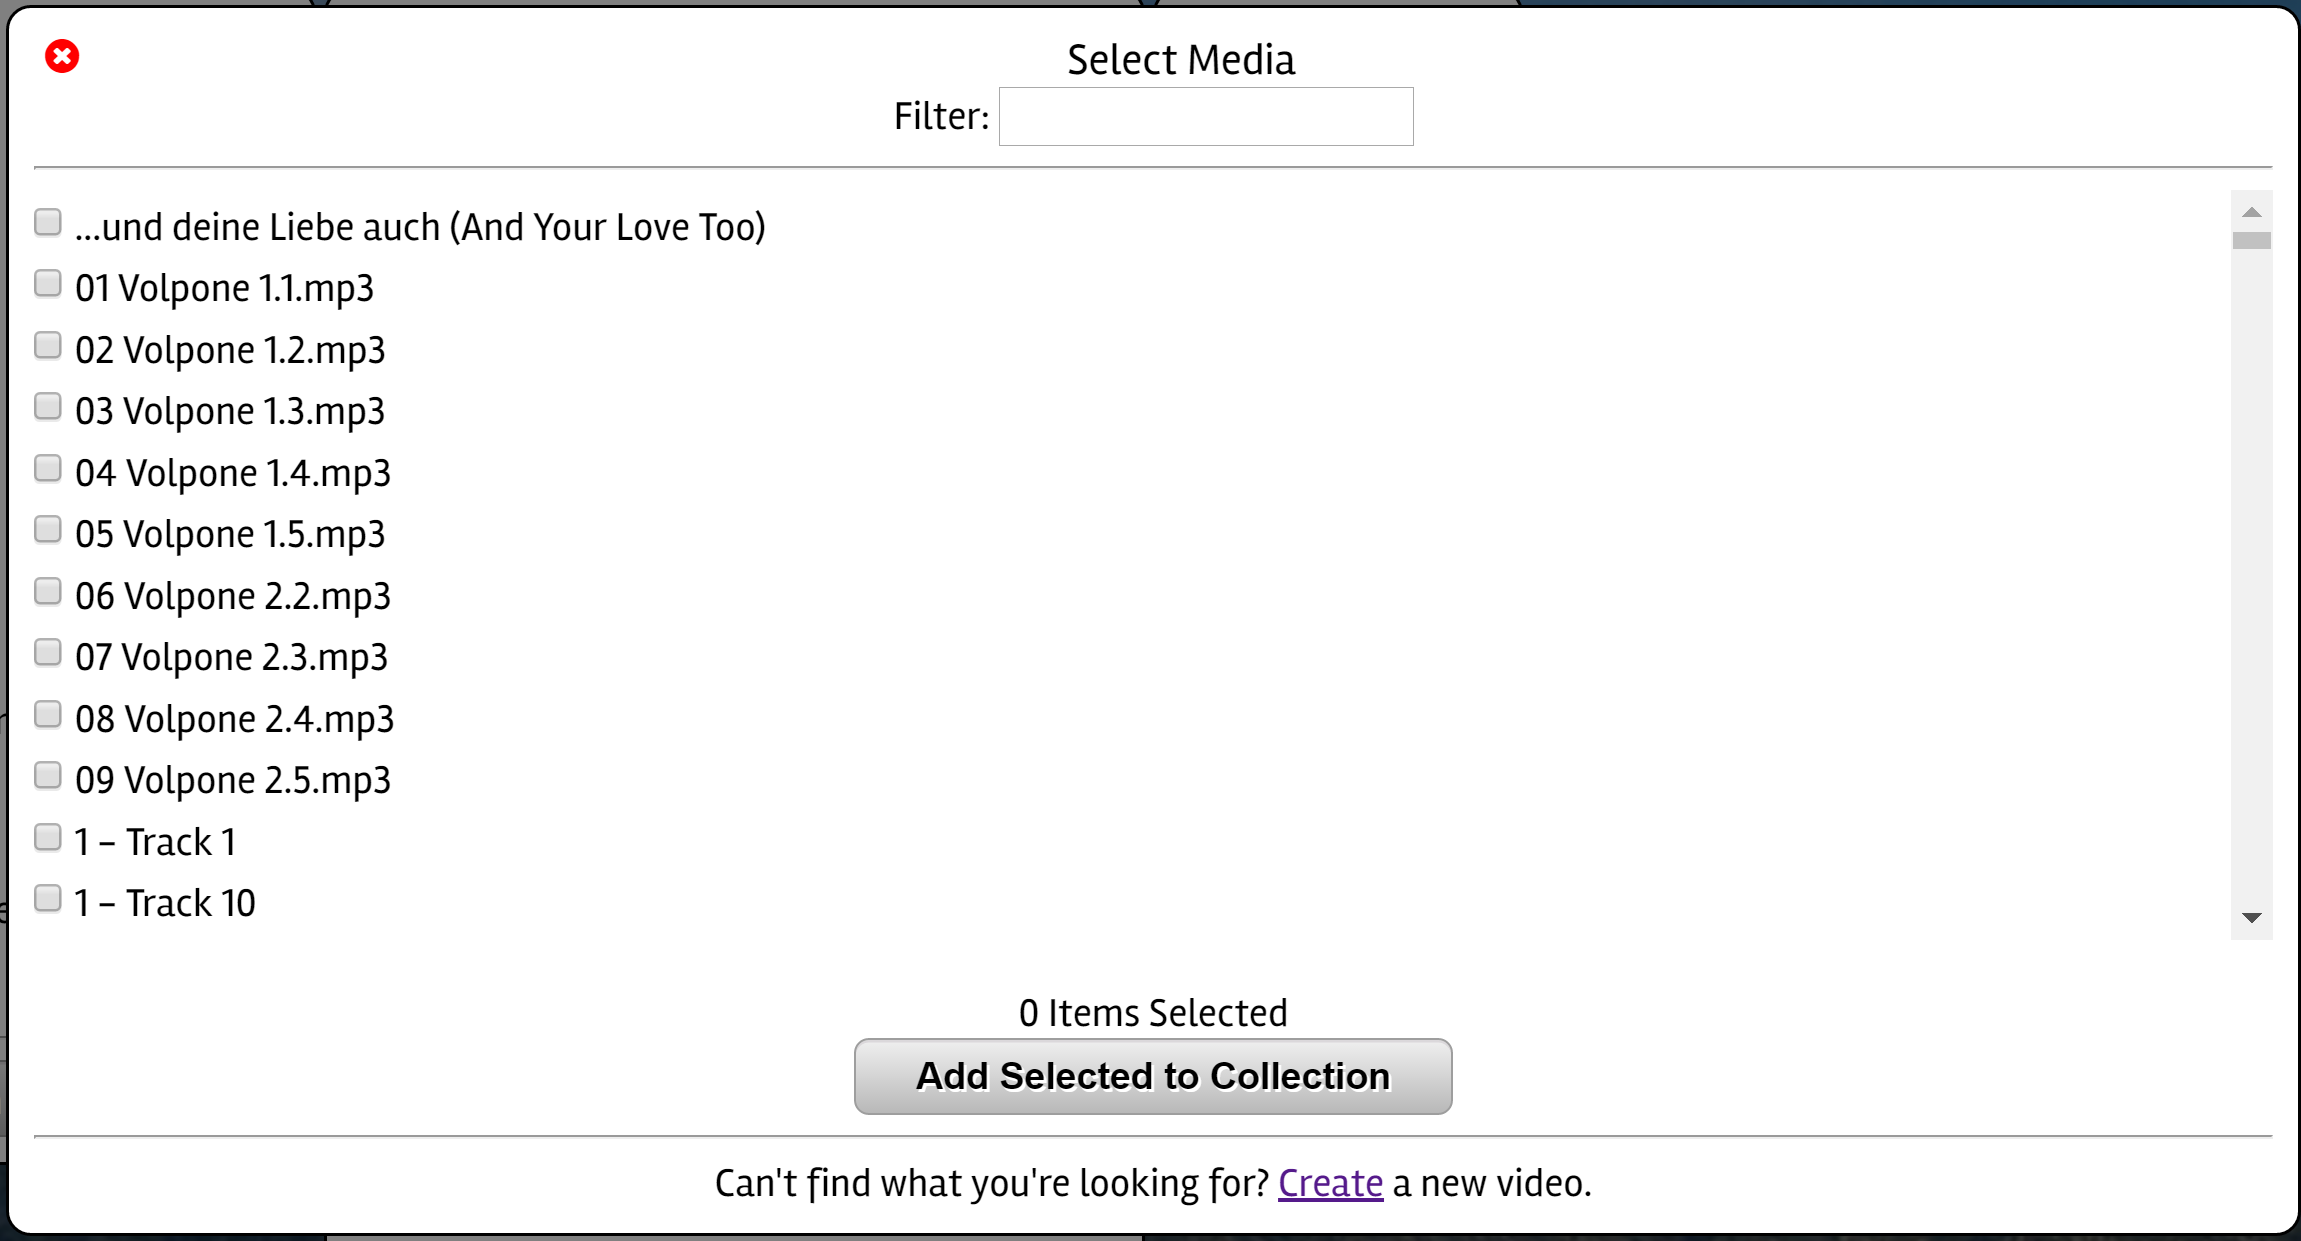 Select Media
Filter:
...und deine Liebe auch (And Your Love Too)
01 Volpone 1.1.mp3
02 Volpone 1.2.mp3
03 Volpone 1.3.mp3
04 Volpone 1.4.mp3
05 Volpone 1.5.mp3
06 Volpone 2.2.mp3
07 Volpone 2.3.mp3
08 Volpone 2.4.mp3
09 Volpone 2.5.mp3
1 – Track 1
1 – Track 10
0 Items Selected
Add Selected to Collection
Can't find what you're looking for? Create a new video.